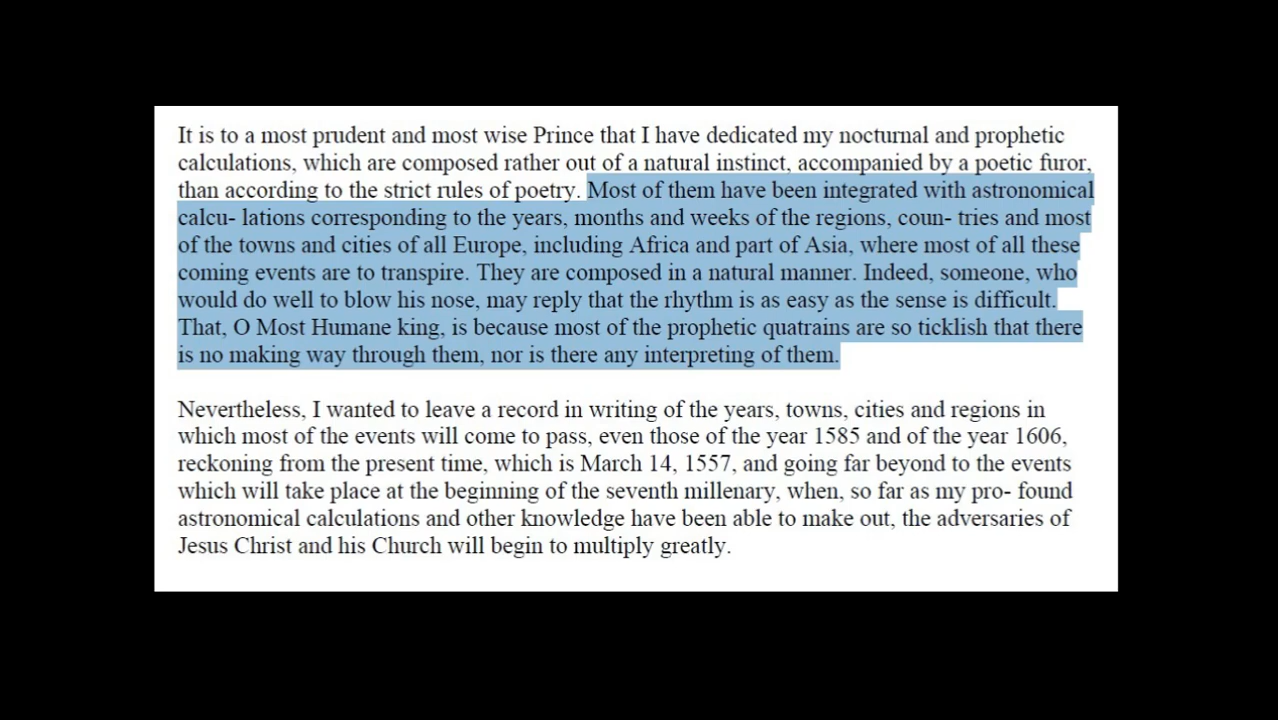 It is to a most prudent and most wise Prince that I have dedicated my nocturnal and prophetic
calculations, which are composed rather out of a natural instinct, accompanied by a poetic furor,
than according to the strict rules of poetry. Most of them have been integrated with astronomical
calcu- lations corresponding to the years, months and weeks of the regions, coun- tries and most
of the towns and cities of all Europe, including Africa and part of Asia, where most of all these
coming events are to transpire. They are composed in a natural manner. Indeed, someone, who
would do well to blow his nose, may reply that the rhythm is as easy as the sense is difficult.
That, O Most Humane king, is because most of the prophetic quatrains are so ticklish that there
is no making way through them, nor is there any interpreting of them.
Nevertheless, I wanted to leave a record in writing of the years, towns, cities and regions in
which most of the events will come to pass, even those of the year 1585 and of the year 1606,
reckoning from the present time, which is March 14, 1557, and going far beyond to the events
which will take place at the beginning of the seventh millenary, when, so far as my pro- found
astronomical calculations and other knowledge have been able to make out, the adversaries of
Jesus Christ and his Church will begin to multiply greatly.